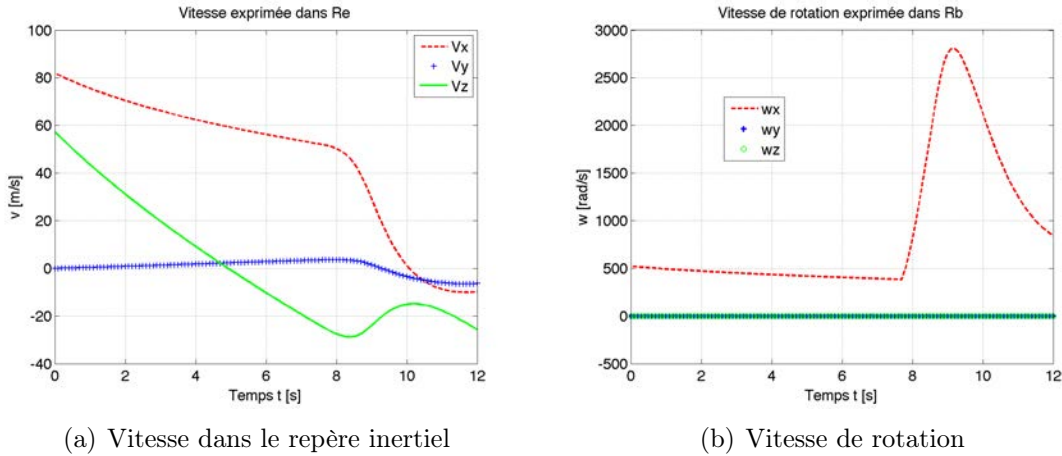 Vitesse exprimée dans Re
100
80
60
40
20
0
-20
-40
v [m/s]
Vx
Vy
Vz
0 2 4 6 8 10 12
Temps t [s]
(a) Vitesse dans le repère inertiel
Vitesse de rotation exprimée dans Rb
3000
2500
2000
1500
1000
500
0
-500
w [rad/s]
wx
wy
wz
0 2 4 6 8 10 12
Temps t [s]
(b) Vitesse de rotation